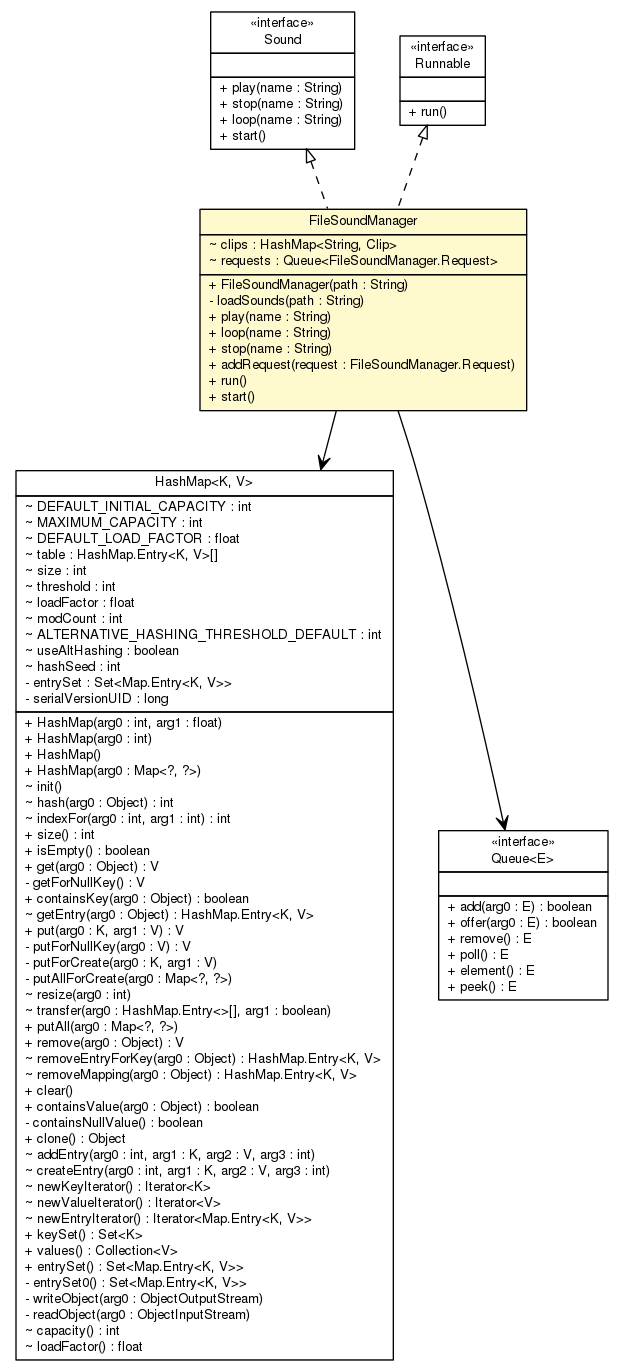 «interface»
Sound
+ play(name : String)
+ stop(name : String)
+ loop(name : String)
+ start()
«interface»
Runnable
+ run()
FileSoundManager
~ clips : HashMap<String, Clip>
~ requests : Queue<FileSoundManager.Request>
+ FileSoundManager(path : String)
- loadSounds(path : String)
+ play(name : String)
+ loop(name : String)
+ stop(name : String)
+ addRequest(request : FileSoundManager.Request)
+ run()
+ start()
HashMap<K, V>
~ DEFAULT_INITIAL_CAPACITY : int
~ MAXIMUM_CAPACITY : int
~ DEFAULT_LOAD_FACTOR : float
~ table : HashMap.Entry<K, V>[]
~ size : int
~ threshold : int
~ loadFactor : float
~ modCount : int
~ ALTERNATIVE_HASHING_THRESHOLD_DEFAULT : int
~ useAltHashing : boolean
~ hashSeed : int
- entrySet : Set<Map.Entry<K, V>>
- serialVersionUID : long
+ HashMap(arg0 : int, arg1 : float)
+ HashMap(arg0 : int)
+ HashMap()
+ HashMap(arg0 : Map<?, ?>)
~ init()
~ hash(arg0 : Object) : int
~ indexFor(arg0 : int, arg1 : int) : int
+ size() : int
+ isEmpty() : boolean
+ get(arg0 : Object) : V
- getForNullKey() : V
+ containsKey(arg0 : Object) : boolean
~ getEntry(arg0 : Object) : HashMap.Entry<K, V>
+ put(arg0 : K, arg1 : V) : V
- putForNullKey(arg0 : V) : V
- putForCreate(arg0 : K, arg1 : V)
- putAllForCreate(arg0 : Map<?, ?>)
~ resize(arg0 : int)
~ transfer(arg0 : HashMap.Entry<>[], arg1 : boolean)
+ putAll(arg0 : Map<?, ?>)
+ remove(arg0 : Object) : V
~ removeEntryForKey(arg0 : Object) : HashMap.Entry<K, V>
~ removeMapping(arg0 : Object) : HashMap.Entry<K, V>
+ clear()
+ containsValue(arg0 : Object) : boolean
- containsNullValue() : boolean
+ clone() : Object
~ addEntry(arg0 : int, arg1 : K, arg2 : V, arg3 : int)
~ createEntry(arg0 : int, arg1 : K, arg2 : V, arg3 : int)
~ newKeyIterator() : Iterator<K>
~ newValueIterator() : Iterator<V>
~ newEntryIterator() : Iterator<Map.Entry<K, V>>
+ keySet() : Set<K>
+ values() : Collection<V>
+ entrySet() : Set<Map.Entry<K, V>>
- entrySet0() : Set<Map.Entry<K, V>>
- writeObject(arg0 : ObjectOutputStream)
- readObject(arg0 : ObjectInputStream)
~ capacity() : int
~ loadFactor() : float
«interface»
Queue<E>
+ add(arg0 : E) : boolean
+ offer(arg0 : E) : boolean
+ remove() : E
+ poll() : E
+ element() : E
+ peek() : E